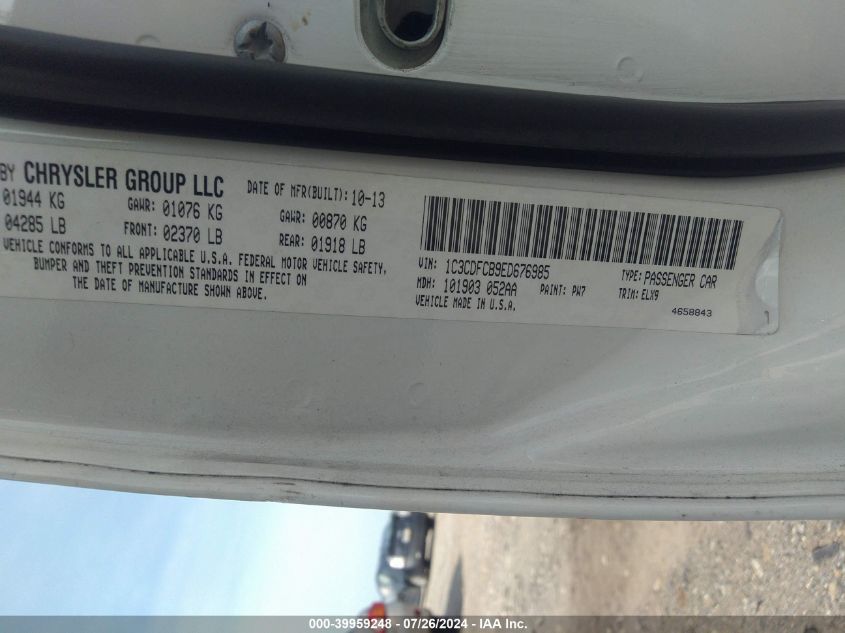 BY CHRYSLER GROUP LLC DATE OF MFR(BUILT): 10-13
01944 KG GAWR: 01076 KG GAWR: 00870 KG
04285 LB FRONT: 02370 LB REAR: 01918 LB
VEHICLE CONFORMS TO ALL APPLICABLE U.S.A. FEDERAL MOTOR VEHICLE SAFETY,
BUMPER AND THEFT PREVENTION STANDARDS IN EFFECT ON
THE DATE OF MANUFACTURE SHOWN ABOVE.
VIN: 1C3CDFCB9ED676985 TYPE: PASSENGER CAR
MDH: 101903 052AA PAINT: PW7 TRIM: ELX9
VEHICLE MADE IN U.S.A. 4658843
000-39959248 - 07/26/2024 - IAA Inc.